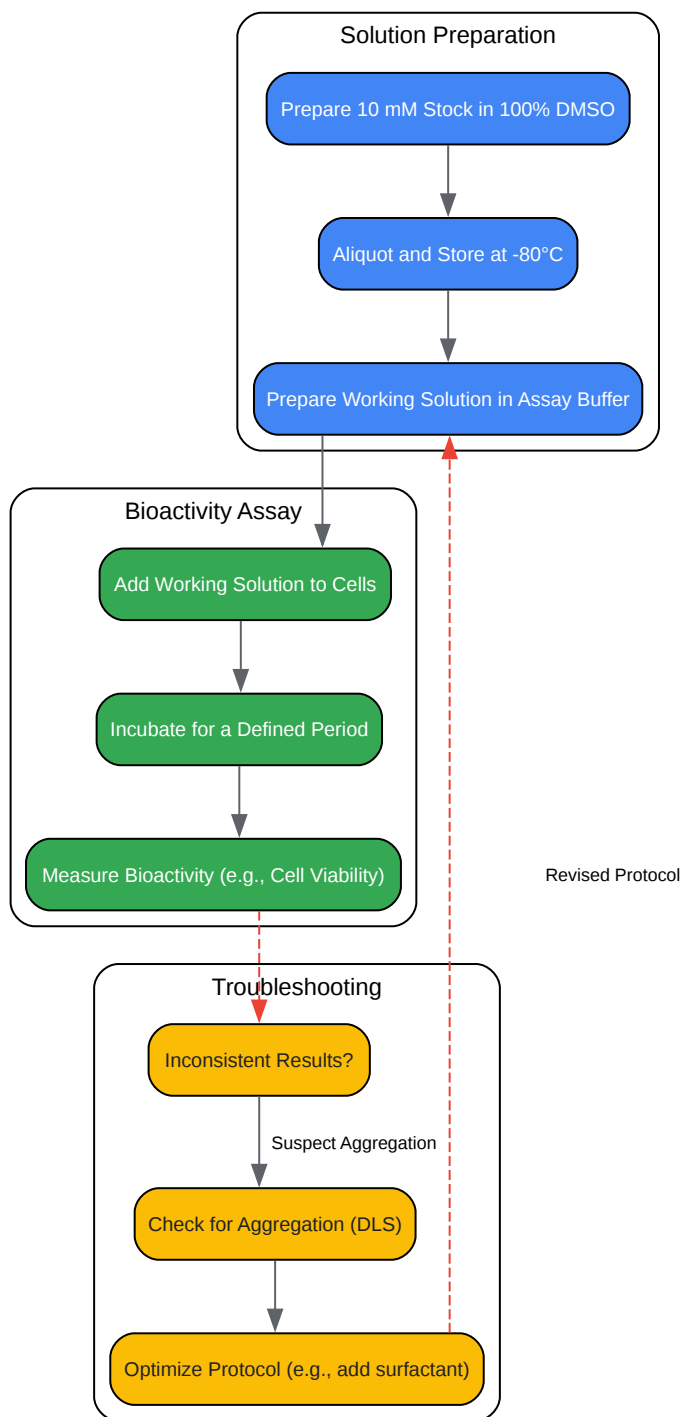 Solution Preparation
Prepare 10 mM Stock in 100% DMSO
Aliquot and Store at -80°C
Prepare Working Solution in Assay Buffer
Bioactivity Assay
Add Working Solution to Cells
Incubate for a Defined Period
Measure Bioactivity (e.g., Cell Viability)
Revised Protocol
Troubleshooting
Inconsistent Results?
Suspect Aggregation
Check for Aggregation (DLS)
Optimize Protocol (e.g., add surfactant)